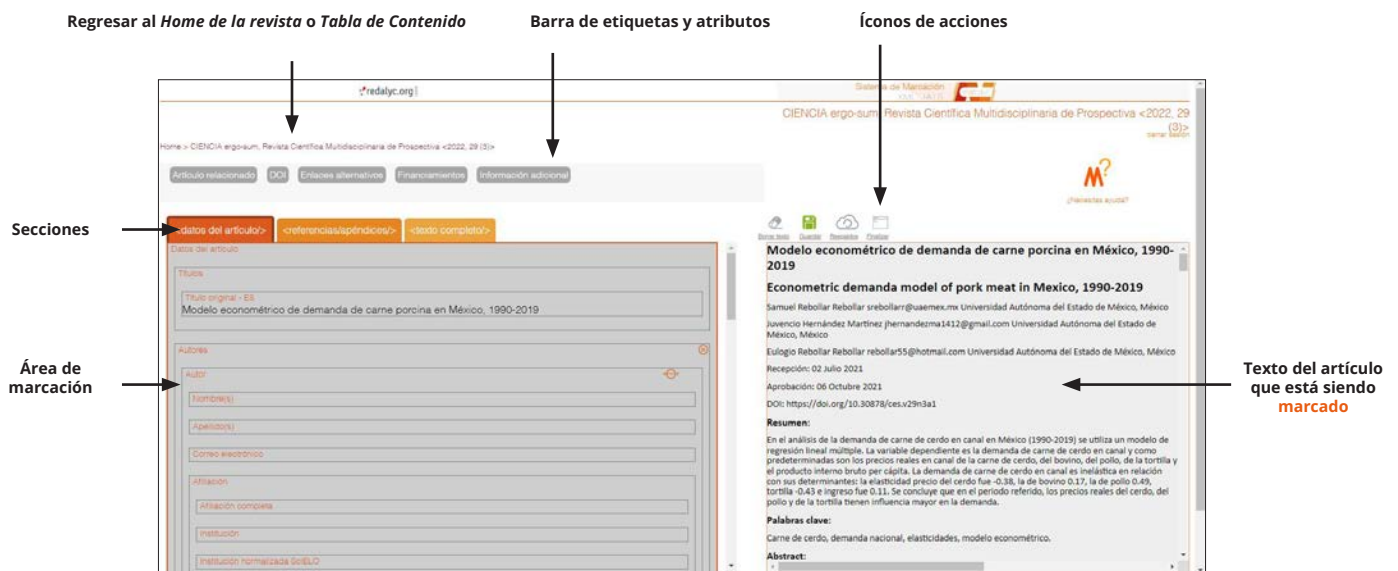 Regresar al Home de la revista o Tabla de Contenido
Barra de etiquetas y atributos
Íconos de acciones
redalyc.org
Sistema de Marcación
CIENCIA ergo-sum, Revista Científica Multidisciplinaria de Prospectiva <2022, 29
(3)>
cerrar sesión
Home > CIENCIA ergo-sum, Revista Científica Multidisciplinaria de Prospectiva <2022, 29 (3)>
Artículo relacionado
DOI
Enlaces alternativos
Financiamientos
Información adicional
M?
¿Necesitas ayuda?
Secciones
<datos del artículo/>
<referencias/apéndices/>
<texto completo/>
Borrar texto
Guardar
Respaldos
Finalizar
Datos del artículo
Títulos
Título original - ES
Modelo econométrico de demanda de carne porcina en México, 1990-2019
Autores
Autor
Nombre(s)
Apellido(s)
Correo electrónico
Afiliación
Afiliación completa
Institución
Institución normalizada SciELO
Área de
marcación
Modelo econométrico de demanda de carne porcina en México, 1990-
2019
Econometric demand model of pork meat in Mexico, 1990-2019
Samuel Rebollar Rebollar srebollarr@uaemex.mx Universidad Autónoma del Estado de México, México
Juvencio Hernández Martínez jhernandezma1412@gmail.com Universidad Autónoma del Estado de
México, México
Eulogio Rebollar Rebollar rebollar55@hotmail.com Universidad Autónoma del Estado de México, México
Recepción: 02 Julio 2021
Aprobación: 06 Octubre 2021
DOI: https://doi.org/10.30878/ces.v29n3a1
Resumen:
En el análisis de la demanda de carne de cerdo en canal en México (1990-2019) se utiliza un modelo de
regresión lineal múltiple. La variable dependiente es la demanda de carne de cerdo en canal y como
predeterminadas son los precios reales en canal de la carne de cerdo, del bovino, del pollo, de la tortilla y
el producto interno bruto per cápita. La demanda de carne de cerdo en canal es inelástica en relación
con sus determinantes: la elasticidad precio del cerdo fue -0.38, la de bovino 0.17, la de pollo 0.49,
tortilla -0.43 e ingreso fue 0.11. Se concluye que en el periodo referido, los precios reales del cerdo, del
pollo y de la tortilla tienen influencia mayor en la demanda.
Palabras clave:
Carne de cerdo, demanda nacional, elasticidades, modelo econométrico.
Abstract:
Texto del artículo
que está siendo
marcado